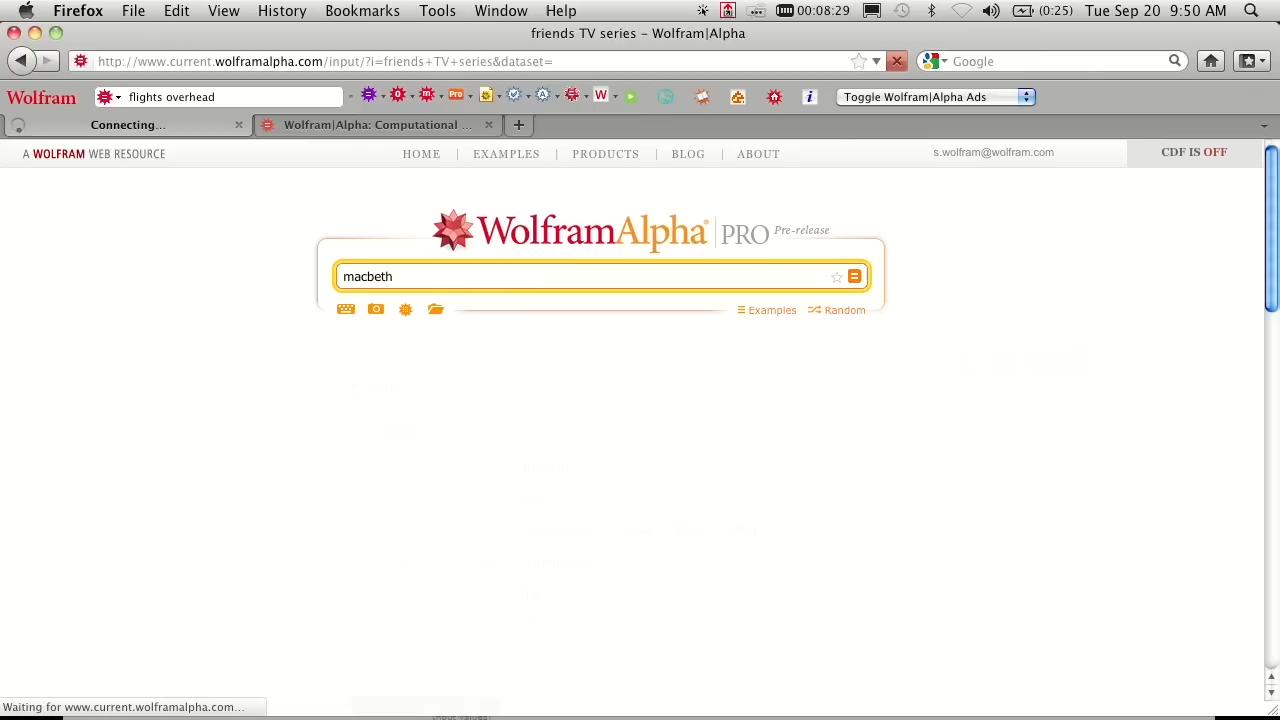 Firefox File Edit View History Bookmarks Tools Window Help 00:08:29 (0:25) Tue Sep 20 9:50 AM
friends TV series – Wolfram|Alpha
http://www.current.wolframalpha.com/input/?i=friends+TV+series&dataset= Google
Wolfram flights overhead Pro W i Toggle Wolfram|Alpha Ads
Connecting... Wolfram|Alpha: Computational ...
A WOLFRAM WEB RESOURCE HOME | EXAMPLES | PRODUCTS | BLOG | ABOUT s.wolfram@wolfram.com CDF IS OFF
WolframAlpha PRO Pre-release
macbeth
Examples Random
Waiting for www.current.wolframalpha.com...